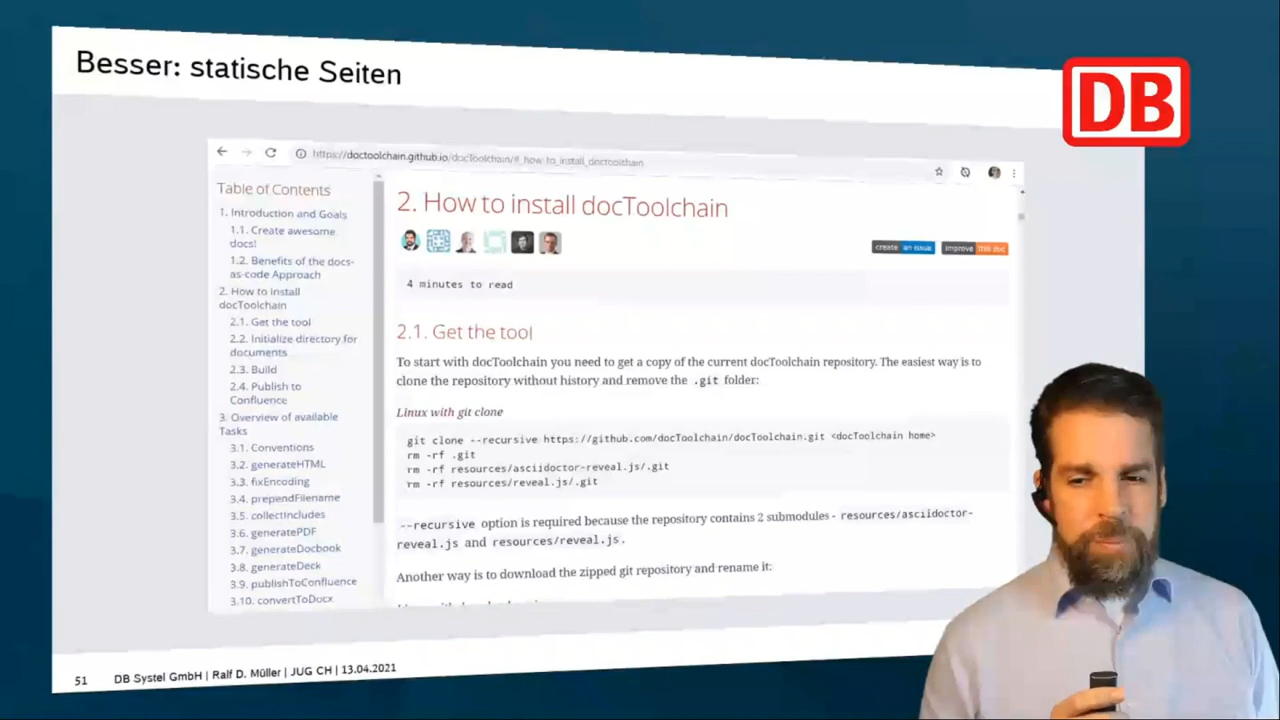 Besser: statische Seiten
DB
https://doctoolchain.github.io/docToolchain/#_how_to_install_doctoolchain
Table of Contents
1. Introduction and Goals
1.1. Create awesome
docs!
1.2. Benefits of the docs-
as-code Approach
2. How to install
docToolchain
2.1. Get the tool
2.2. Initialize directory for
documents
2.3. Build
2.4. Publish to
Confluence
3. Overview of available
Tasks
3.1. Conventions
3.2. generateHTML
3.3. fixEncoding
3.4. prependFilename
3.5. collectIncludes
3.6. generatePDF
3.7. generateDocbook
3.8. generateDeck
3.9. publishToConfluence
3.10. convertToDocx
2. How to install docToolchain
create an issue
improve this doc
4 minutes to read
2.1. Get the tool
To start with docToolchain you need to get a copy of the current docToolchain repository. The easiest way is to
clone the repository without history and remove the .git folder:
Linux with git clone
git clone --recursive https://github.com/docToolchain/docToolchain.git <docToolchain home>
rm -rf .git
rm -rf resources/asciidoctor-reveal.js/.git
rm -rf resources/reveal.js/.git
--recursive option is required because the repository contains 2 submodules - resources/asciidoctor-
reveal.js and resources/reveal.js.
Another way is to download the zipped git repository and rename it:
51 DB Systel GmbH | Ralf D. Müller | JUG CH | 13.04.2021